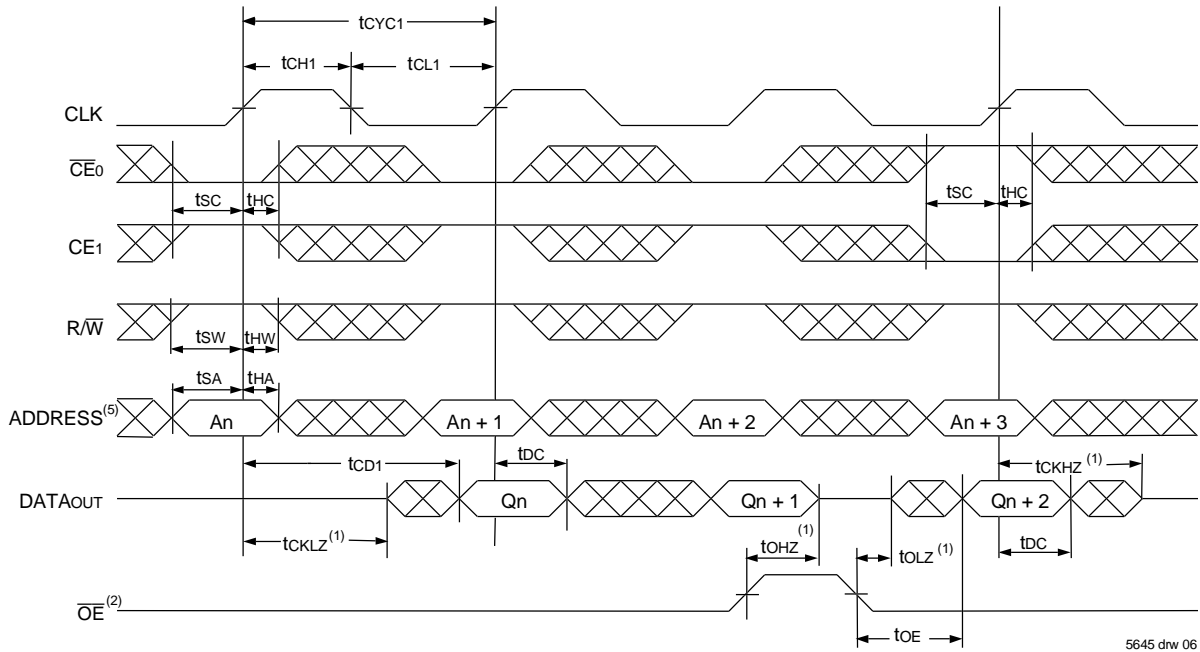 tCYC1
tCH1
tCL1
CLK
CE0
tSC
tHC
tSC
tHC
CE1
R/W
tSW
tHW
tSA
tHA
ADDRESS(5)
An
An + 1
An + 2
An + 3
tCD1
tDC
tCKHZ(1)
DATAOUT
Qn
Qn + 1
Qn + 2
tCKLZ(1)
tOHZ(1)
tOLZ(1)
tDC
OE(2)
tOE
5645 drw 06